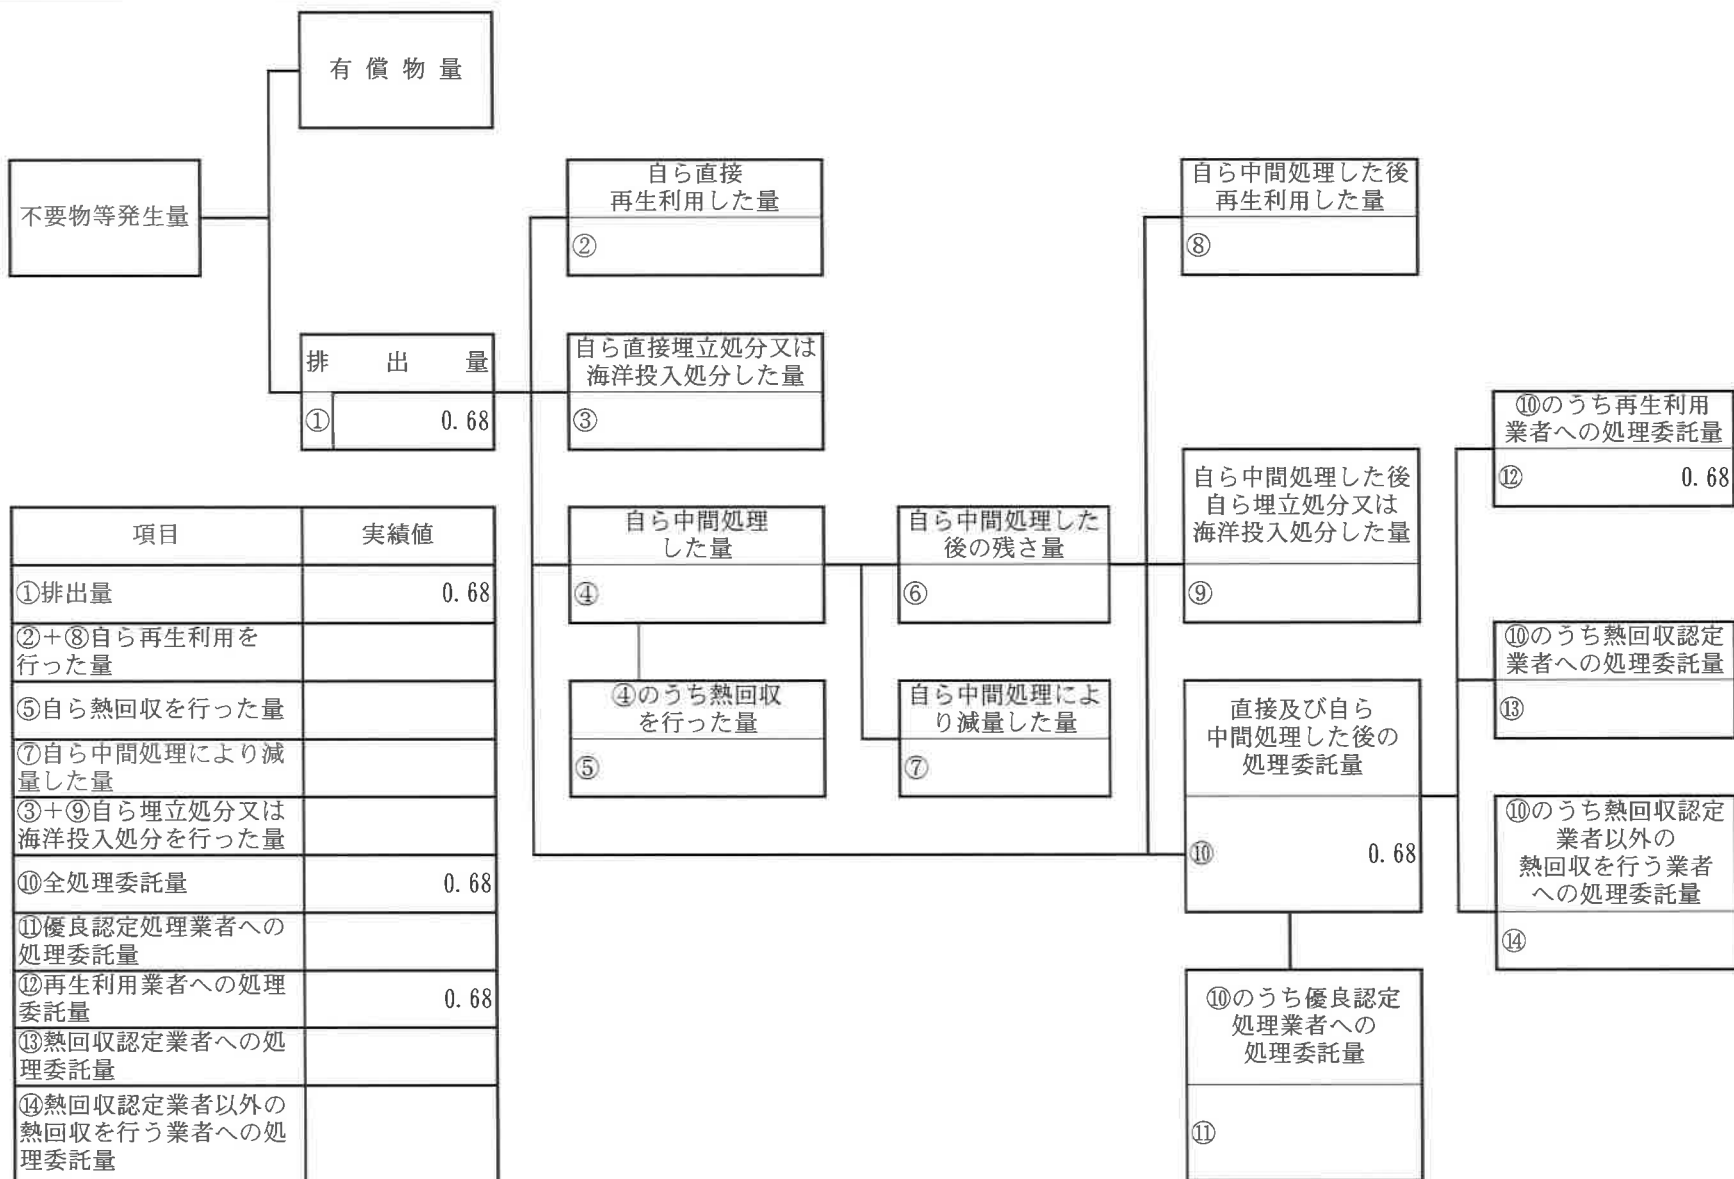 有償物量
不要物等発生量
自ら直接
再生利用した量
②
自ら中間処理した後
再生利用した量
⑧
排出量
① 0.68
自ら直接埋立処分又は
海洋投入処分した量
③
⑩のうち再生利用
業者への処理委託量
⑫ 0.68
自ら中間処理した後
自ら埋立処分又は
海洋投入処分した量
⑨
自ら中間処理
した量
④
自ら中間処理した
後の残さ量
⑥
⑩のうち熱回収認定
業者への処理委託量
⑬
④のうち熱回収
を行った量
⑤
自ら中間処理によ
り減量した量
⑦
直接及び自ら
中間処理した後の
処理委託量
⑩ 0.68
⑩のうち熱回収認定
業者以外の
熱回収を行う業者
への処理委託量
⑭
⑩のうち優良認定
処理業者への
処理委託量
⑪
項目 実績値
①排出量 0.68
②+⑧自ら再生利用を
行った量
⑤自ら熱回収を行った量
⑦自ら中間処理により減
量した量
③+⑨自ら埋立処分又は
海洋投入処分を行った量
⑩全処理委託量 0.68
⑪優良認定処理業者への
処理委託量
⑫再生利用業者への処理
委託量 0.68
⑬熱回収認定業者への処
理委託量
⑭熱回収認定業者以外の
熱回収を行う業者への処
理委託量